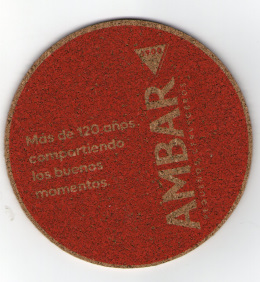 Más de 120 años
compartiendo
los buenos
momentos.
AMBAR